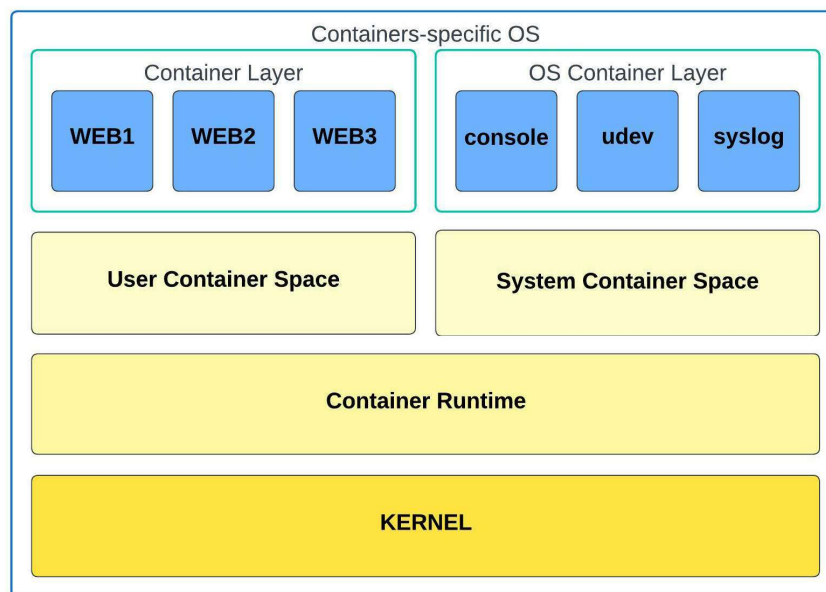 Containers-specific OS
Container Layer
WEB1
WEB2
WEB3
OS Container Layer
console
udev
syslog
User Container Space
System Container Space
Container Runtime
KERNEL